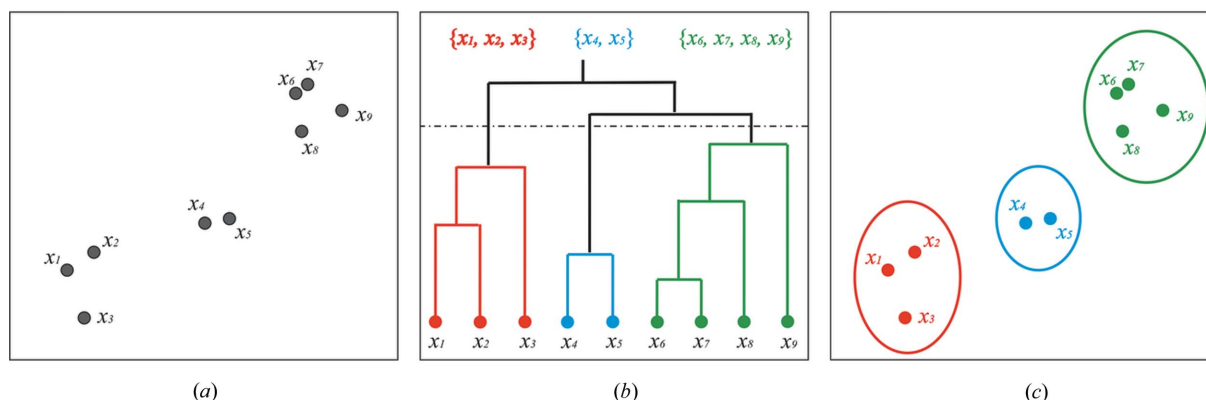 x1
x2
x3
x4
x5
x6
x7
x8
x9
(a)
{x1, x2, x3} {x4, x5} {x6, x7, x8, x9}
x1 x2 x3 x4 x5 x6 x7 x8 x9
(b)
x1
x2
x3
x4
x5
x6
x7
x8
x9
(c)